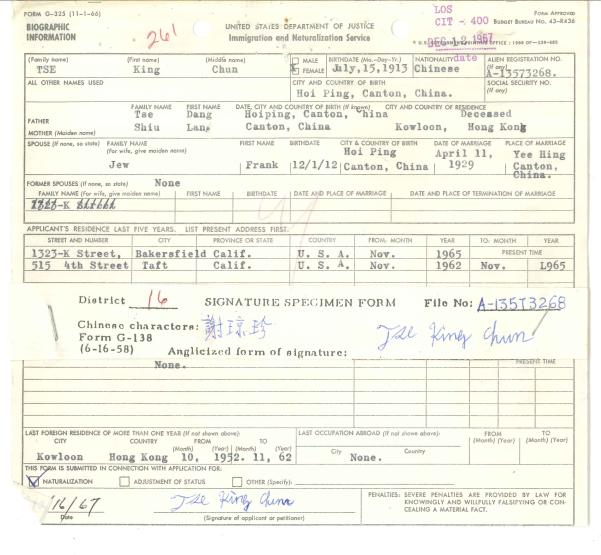 FORM G-325 (11-1-66)
BIOGRAPHIC
INFORMATION
261
UNITED STATES DEPARTMENT OF JUSTICE
Immigration and Naturalization Service
LOS
CIT - 400
DEC 12 1967
FORM APPROVED
BUDGET BUREAU No. 43-R436
(Family name) (First name) (Middle name) MALE BIRTHDATE (Mo.-Day-Yr.) NATIONALITY date ALIEN REGISTRATION NO.
TSE King Chun X FEMALE July,15,1913 Chinese (If any) A-13573268.
ALL OTHER NAMES USED CITY AND COUNTRY OF BIRTH SOCIAL SECURITY NO.
Hoi Ping, Canton, China. (If any)
FAMILY NAME FIRST NAME DATE, CITY AND COUNTRY OF BIRTH (If known) CITY AND COUNTRY OF RESIDENCE
FATHER Tse Dang Hoiping, Canton, China Deceased
MOTHER (Maiden name) Shiu Lan Canton, China Kowloon, Hong Kong
SPOUSE (If none, so state) FAMILY NAME FIRST NAME BIRTHDATE CITY & COUNTRY OF BIRTH DATE OF MARRIAGE PLACE OF MARRIAGE
(For wife, give maiden name) Hoi Ping April 11, Yee Hing
Jew Frank 12/1/12 Canton, China 1929 Canton,
China.
FORMER SPOUSES (If none, so state) None
FAMILY NAME (For wife, give maiden name) FIRST NAME BIRTHDATE DATE AND PLACE OF MARRIAGE DATE AND PLACE OF TERMINATION OF MARRIAGE
1323-K Street
APPLICANT'S RESIDENCE LAST FIVE YEARS. LIST PRESENT ADDRESS FIRST.
STREET AND NUMBER CITY PROVINCE OR STATE COUNTRY FROM- MONTH YEAR TO: MONTH YEAR
1323-K Street, Bakersfield Calif. U. S. A. Nov. 1965 PRESENT TIME
515 4th Street Taft Calif. U. S. A. Nov. 1962 Nov. L965
District 16 SIGNATURE SPECIMEN FORM File No: A-13573268
Chinese characters: 謝琼珍
Form G-138
(6-16-58) Anglicized form of signature: Tse King Chun
None. PRESENT TIME
LAST FOREIGN RESIDENCE OF MORE THAN ONE YEAR (If not shown above): LAST OCCUPATION ABROAD (If not shown above): FROM TO
CITY COUNTRY FROM TO (Month) (Year) (Month) (Year)
(Month) (Year) (Month) (Year) City Country
Kowloon Hong Kong 10, 1952. 11, 62 None.
THIS FORM IS SUBMITTED IN CONNECTION WITH APPLICATION FOR:
NATURALIZATION ADJUSTMENT OF STATUS OTHER (Specify):
/16/67 Tse King Chun
Date (Signature of applicant or petitioner)
PENALTIES: SEVERE PENALTIES ARE PROVIDED BY LAW FOR
KNOWINGLY AND WILLFULLY FALSIFYING OR CON-
CEALING A MATERIAL FACT.